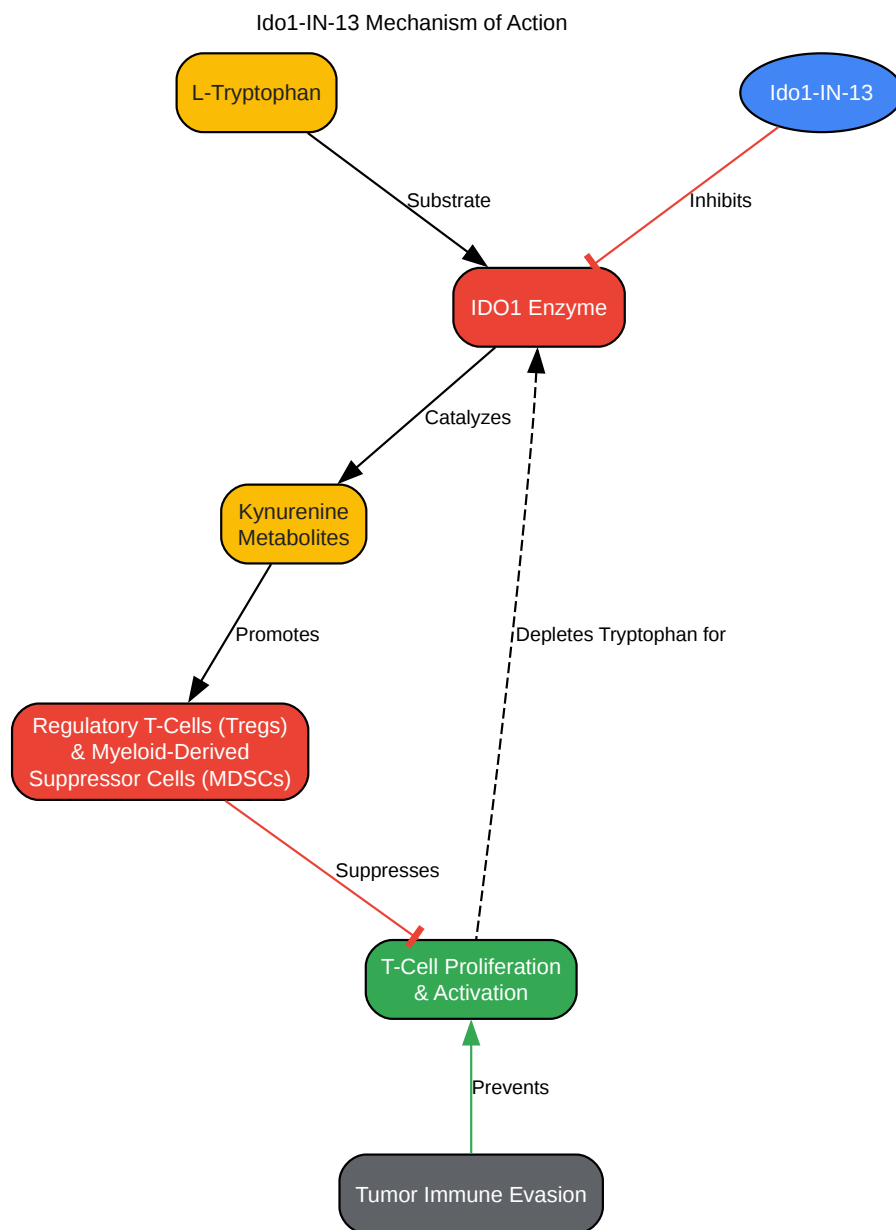 Ido1-IN-13 Mechanism of Action
L-Tryptophan
Ido1-IN-13
Substrate
Inhibits
IDO1 Enzyme
Catalyzes
Kynurenine
Metabolites
Promotes
Depletes Tryptophan for
Regulatory T-Cells (Tregs)
& Myeloid-Derived
Suppressor Cells (MDSCs)
Suppresses
T-Cell Proliferation
& Activation
Prevents
Tumor Immune Evasion